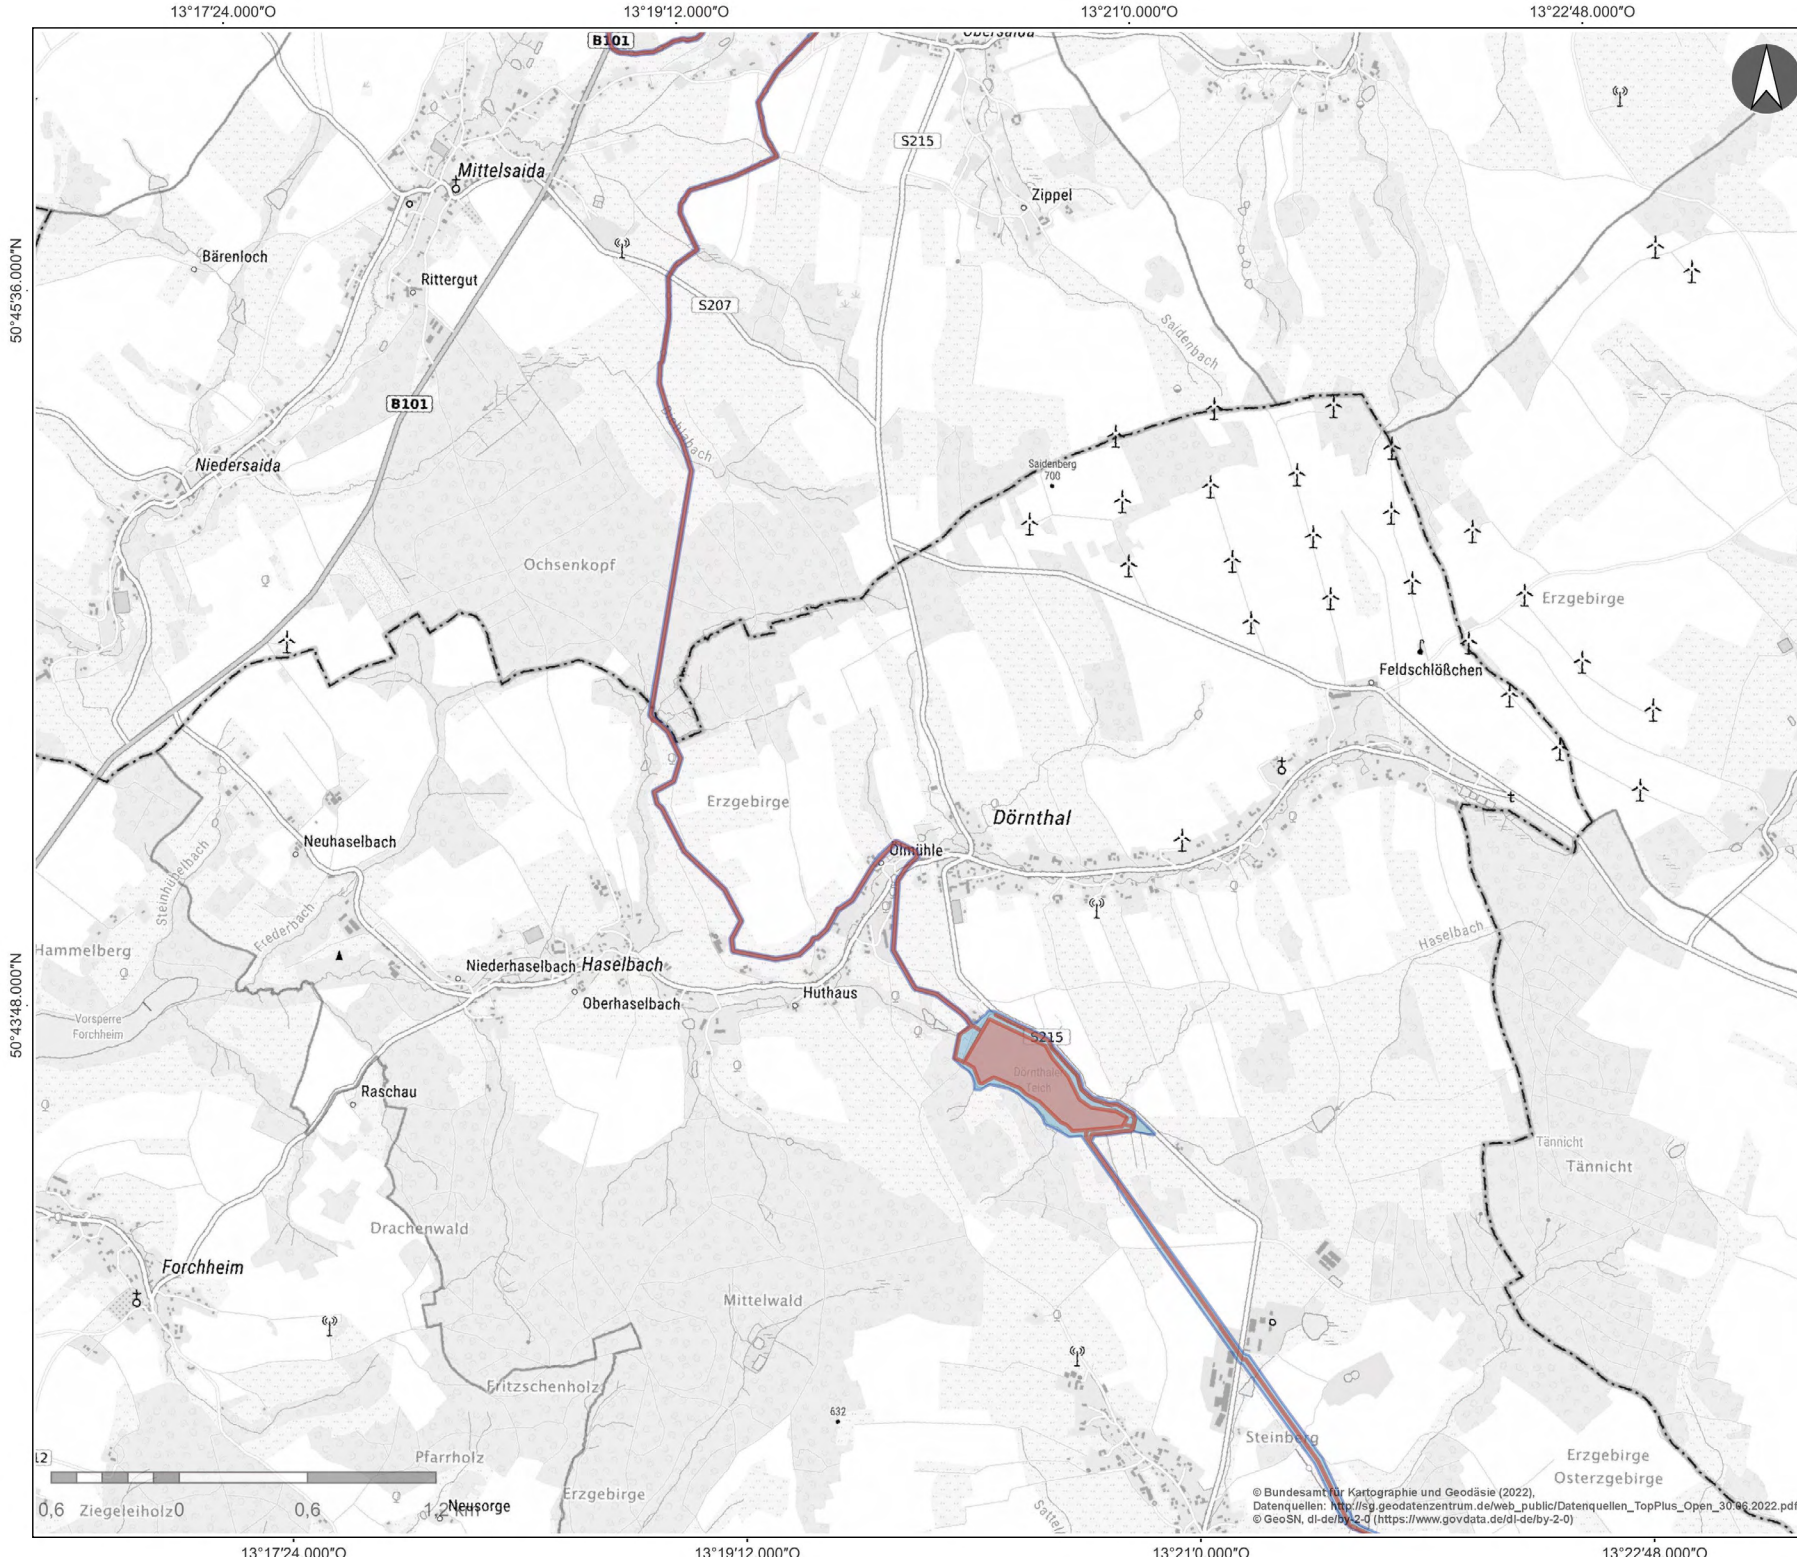 13°17'24.000"O
13°19'12.000"O
13°21'0.000"O
13°22'48.000"O
B101
Obersaida
S215
Mittelsaida
Zippel
50°45'36.000"N
Bärenloch
Rittergut
S207
Saidenbach
B101
Niedersaida
Saidenberg
700
Ochsenkopf
Erzgebirge
Feldschlößchen
Erzgebirge
Dörnthal
Neuhaselbach
Ölmühle
Steinhübelbach
Frederbach
Haselbach
Hammelberg
Niederhaselbach
Haselbach
Oberhaselbach
Huthaus
50°43'48.000"N
Vorsperre
Forchheim
S215
Dörnthaler
Teich
Raschau
Tännicht
Tännicht
Drachenwald
Forchheim
Mittelwald
Fritzschenholz
632
Steinberg
Pfarrholz
Erzgebirge
Osterzgebirge
12
0,6
Ziegeleiholz
0
0,6
1,2 km
Neusorge
Erzgebirge
Sattel
© Bundesamt für Kartographie und Geodäsie (2022),
Datenquellen: http://sg.geodatenzentrum.de/web_public/Datenquellen_TopPlus_Open_30.06.2022.pdf
© GeoSN, dl-de/by-2-0 (https://www.govdata.de/dl-de/by-2-0)
13°17'24.000"O
13°19'12.000"O
13°21'0.000"O
13°22'48.000"O